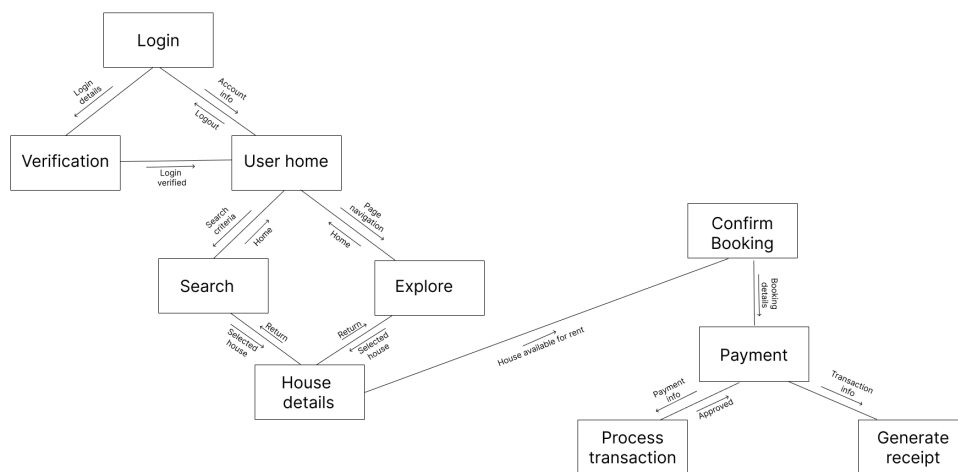 Login
Login
details
Account
info
Logout
Verification
User home
Login
verified
Search
criteria
Home
Page
navigation
Home
Confirm
Booking
Search
Explore
Booking
details
Return
Selected
house
Return
Selected
house
House available for rent
House
details
Payment
Payment
info
Approved
Transaction
info
Process
transaction
Generate
receipt